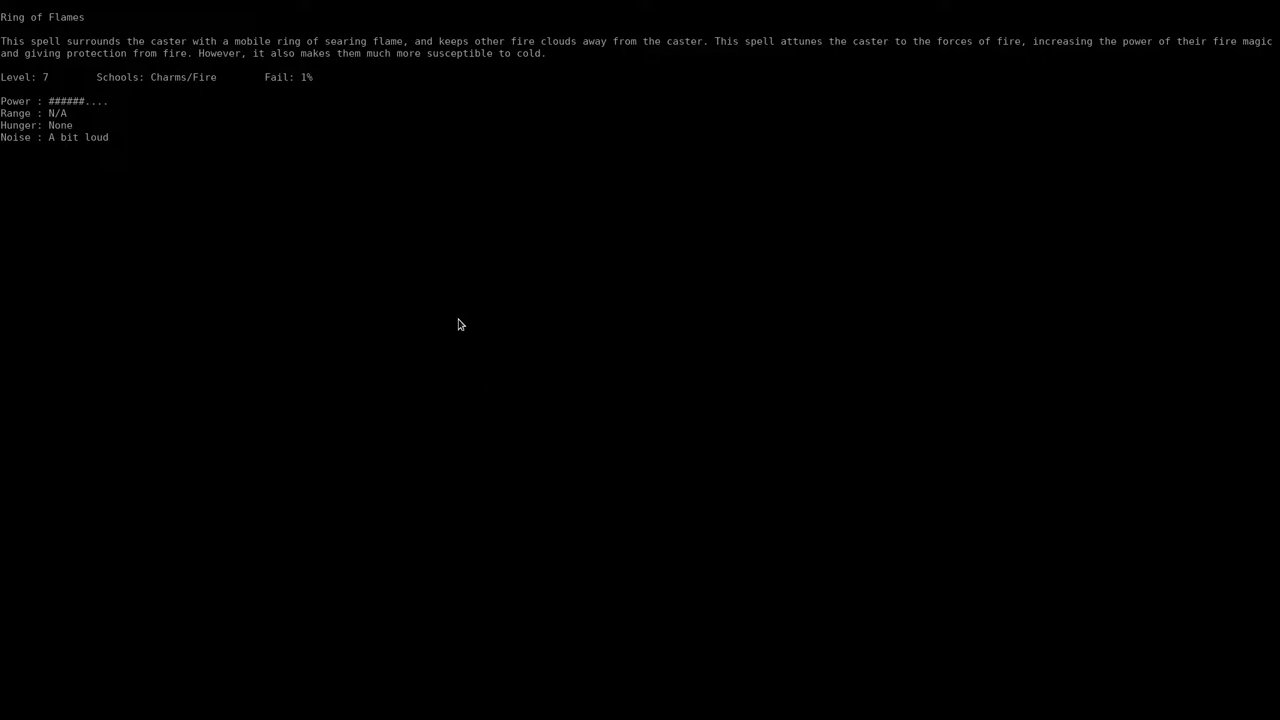 Ring of Flames
This spell surrounds the caster with a mobile ring of searing flame, and keeps other fire clouds away from the caster. This spell attunes the caster to the forces of fire, increasing the power of their fire magic
and giving protection from fire. However, it also makes them much more susceptible to cold.
Level: 7        Schools: Charms/Fire        Fail: 1%
Power : ######....
Range : N/A
Hunger: None
Noise : A bit loud